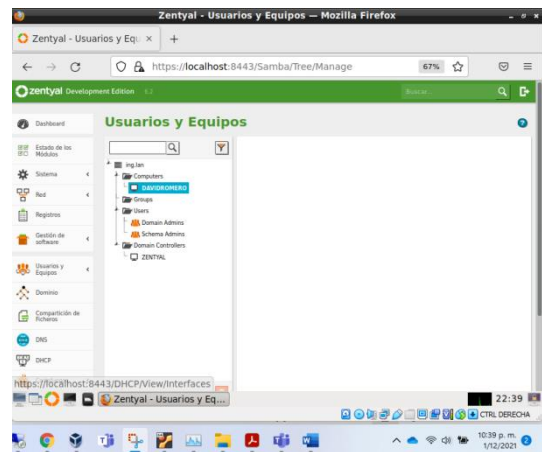 Zentyal - Usuarios y Equipos — Mozilla Firefox
Zentyal - Usuarios y Equ
https://localhost:8443/Samba/Tree/Manage
67%
zentyal Development Edition 6.2
Buscar...
Dashboard
Usuarios y Equipos
Estado de los
Módulos
Sistema
Red
Registros
Gestión de
software
Usuarios y
Equipos
Dominio
Compartición de
Ficheros
DNS
DHCP
ing.lan
Computers
DAVIDROMERO
Groups
Users
Domain Admins
Schema Admins
Domain Controllers
ZENTYAL
https://localhost:8443/DHCP/View/Interfaces
Zentyal - Usuarios y Eq...
22:39
CTRL DERECHA
10:39 p. m.
1/12/2021
2